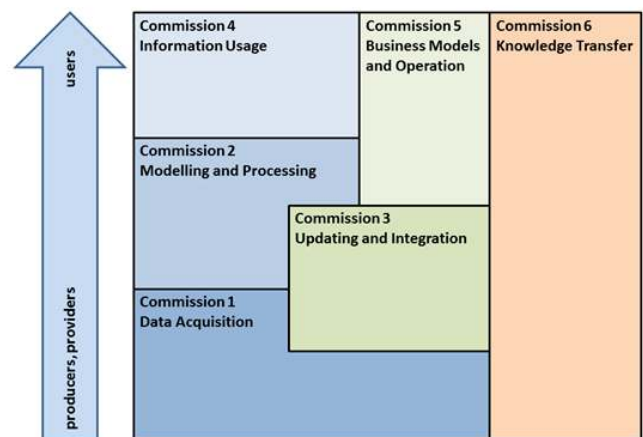 users
producers, providers
Commission 4
Information Usage
Commission 5
Business Models
and Operation
Commission 6
Knowledge Transfer
Commission 2
Modelling and Processing
Commission 3
Updating and Integration
Commission 1
Data Acquisition